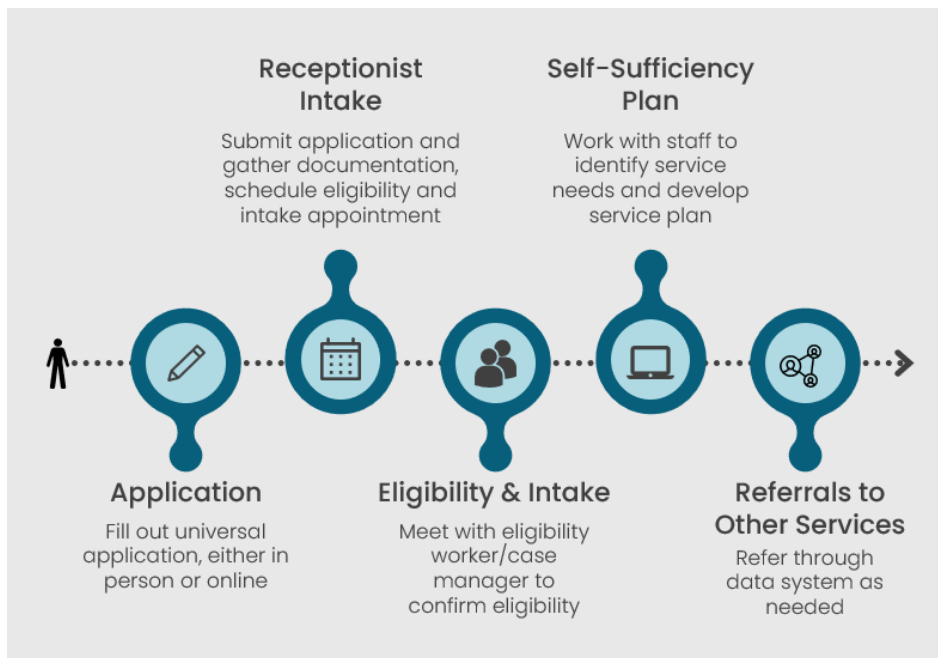 Receptionist
Intake
Submit application and
gather documentation,
schedule eligibility and
intake appointment
Self-Sufficiency
Plan
Work with staff to
identify service
needs and develop
service plan
Application
Fill out universal
application, either in
person or online
Eligibility & Intake
Meet with eligibility
worker/case
manager to
confirm eligibility
Referrals to
Other Services
Refer through
data system as
needed